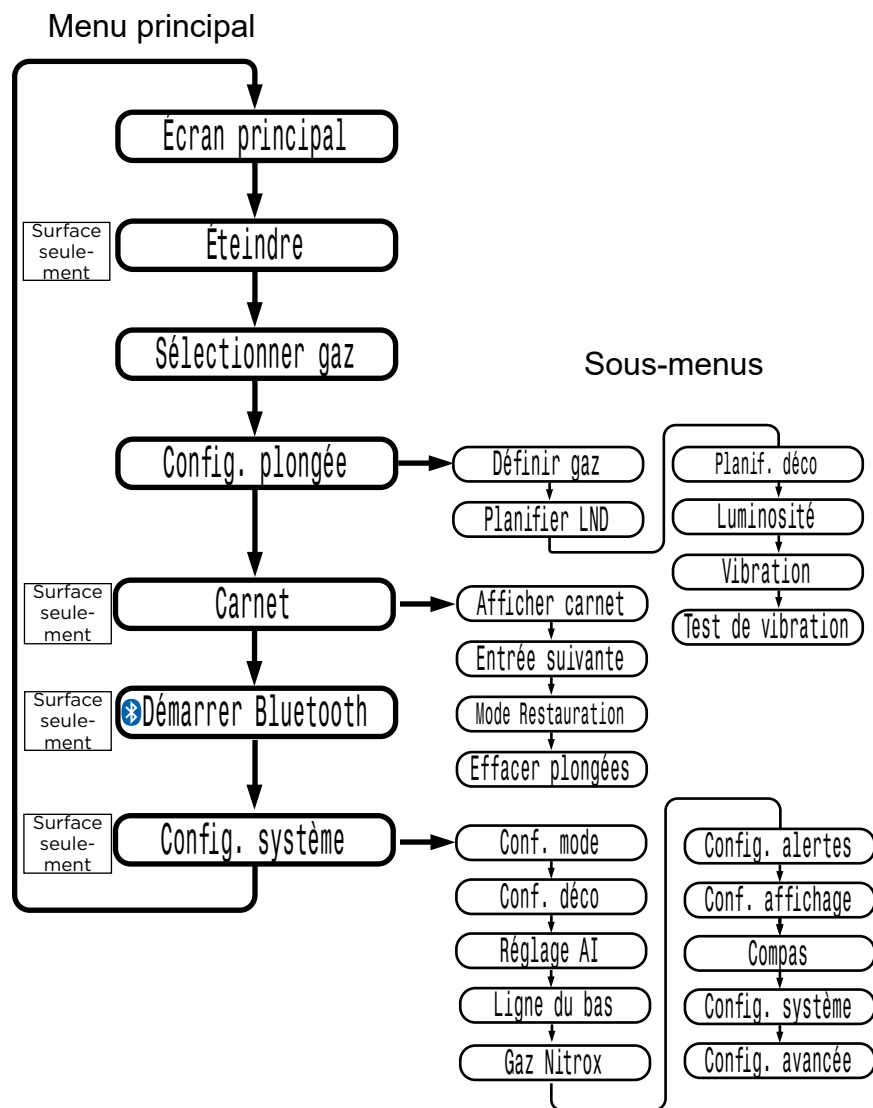 Menu principal
Écran principal
Surface
seule-
ment
Éteindre
Sélectionner gaz
Sous-menus
Config. plongée
Définir gaz
Planifier LND
Planif. déco
Luminosité
Vibration
Test de vibration
Surface
seule-
ment
Carnet
Afficher carnet
Entrée suivante
Mode Restauration
Effacer plongées
Surface
seule-
ment
Démarrer Bluetooth
Surface
seule-
ment
Config. système
Conf. mode
Conf. déco
Réglage AI
Ligne du bas
Gaz Nitrox
Config. alertes
Conf. affichage
Compas
Config. système
Config. avancée